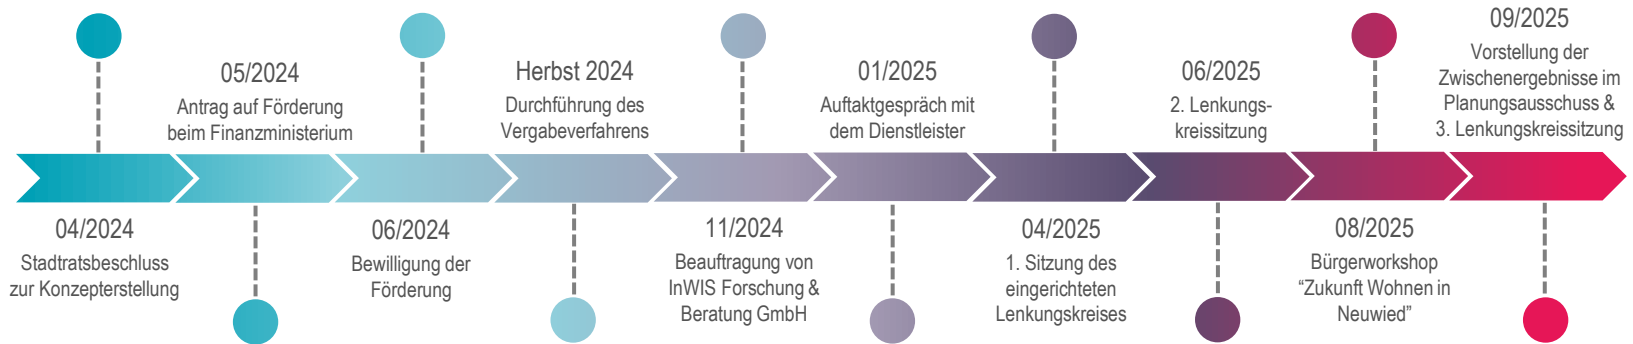 04/2024
Stadtratsbeschluss
zur Konzepterstellung
05/2024
Antrag auf Förderung
beim Finanzministerium
06/2024
Bewilligung der
Förderung
Herbst 2024
Durchführung des
Vergabeverfahrens
11/2024
Beauftragung von
InWIS Forschung &
Beratung GmbH
01/2025
Auftaktgespräch mit
dem Dienstleister
04/2025
1. Sitzung des
eingerichteten
Lenkungskreises
06/2025
2. Lenkungs-
kreissitzung
08/2025
Bürgerworkshop
“Zukunft Wohnen in
Neuwied”
09/2025
Vorstellung der
Zwischenergebnisse im
Planungsausschuss &
3. Lenkungskreissitzung